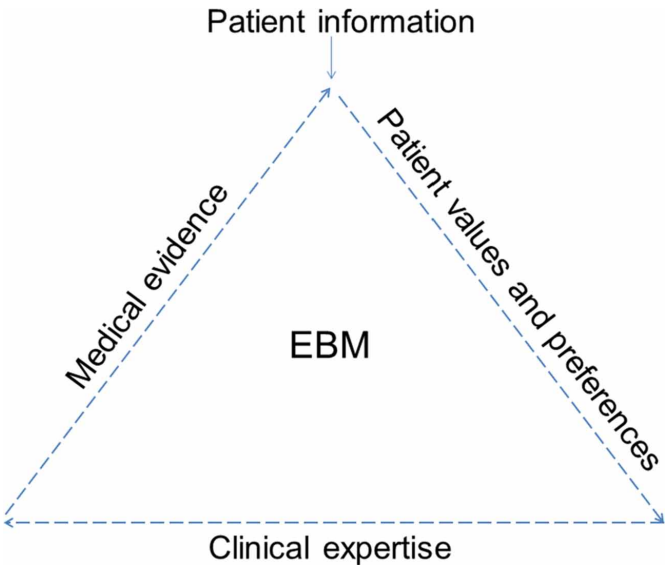 Patient information
Medical evidence
Patient values and preferences
EBM
Clinical expertise